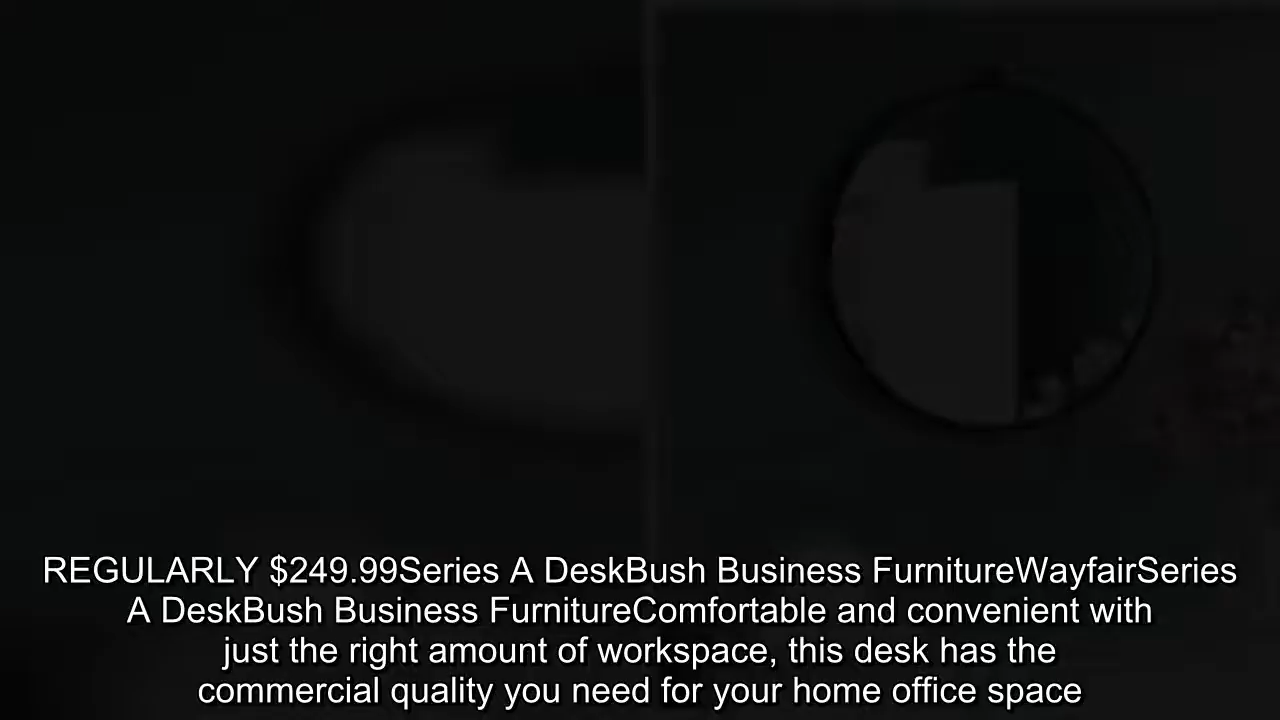 REGULARLY $249.99Series A DeskBush Business FurnitureWayfairSeries
A DeskBush Business FurnitureComfortable and convenient with
just the right amount of workspace, this desk has the
commercial quality you need for your home office space